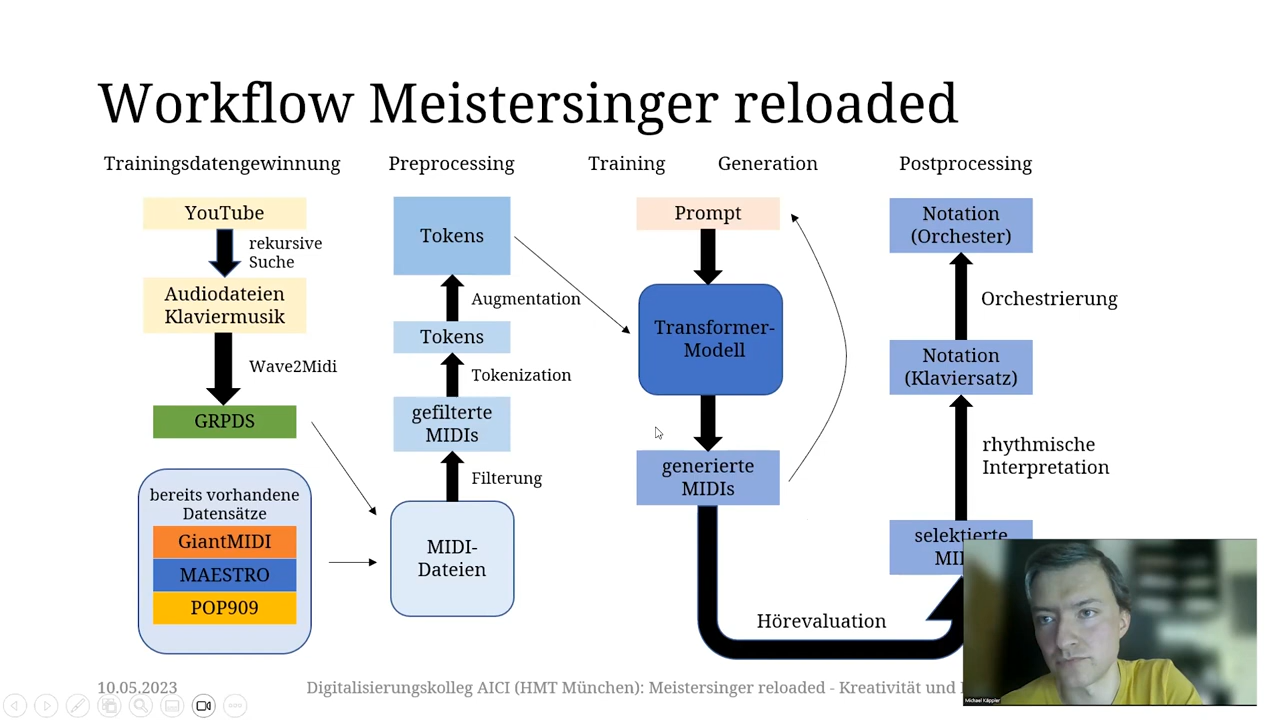 Workflow Meistersinger reloaded
Trainingsdatengewinnung
Preprocessing
Training
Generation
Postprocessing
YouTube
rekursive
Suche
Audiodateien
Klaviermusik
Wave2Midi
GRPDS
bereits vorhandene
Datensätze
GiantMIDI
MAESTRO
POP909
Tokens
Augmentation
Tokens
Tokenization
gefilterte
MIDIs
Filterung
MIDI-
Dateien
Prompt
Transformer-
Modell
generierte
MIDIs
Hörevaluation
Notation
(Orchester)
Orchestrierung
Notation
(Klaviersatz)
rhythmische
Interpretation
selektierte
10.05.2023
Digitalisierungskolleg AICI (HMT München): Meistersinger reloaded - Kreativität und
Michael Käppler